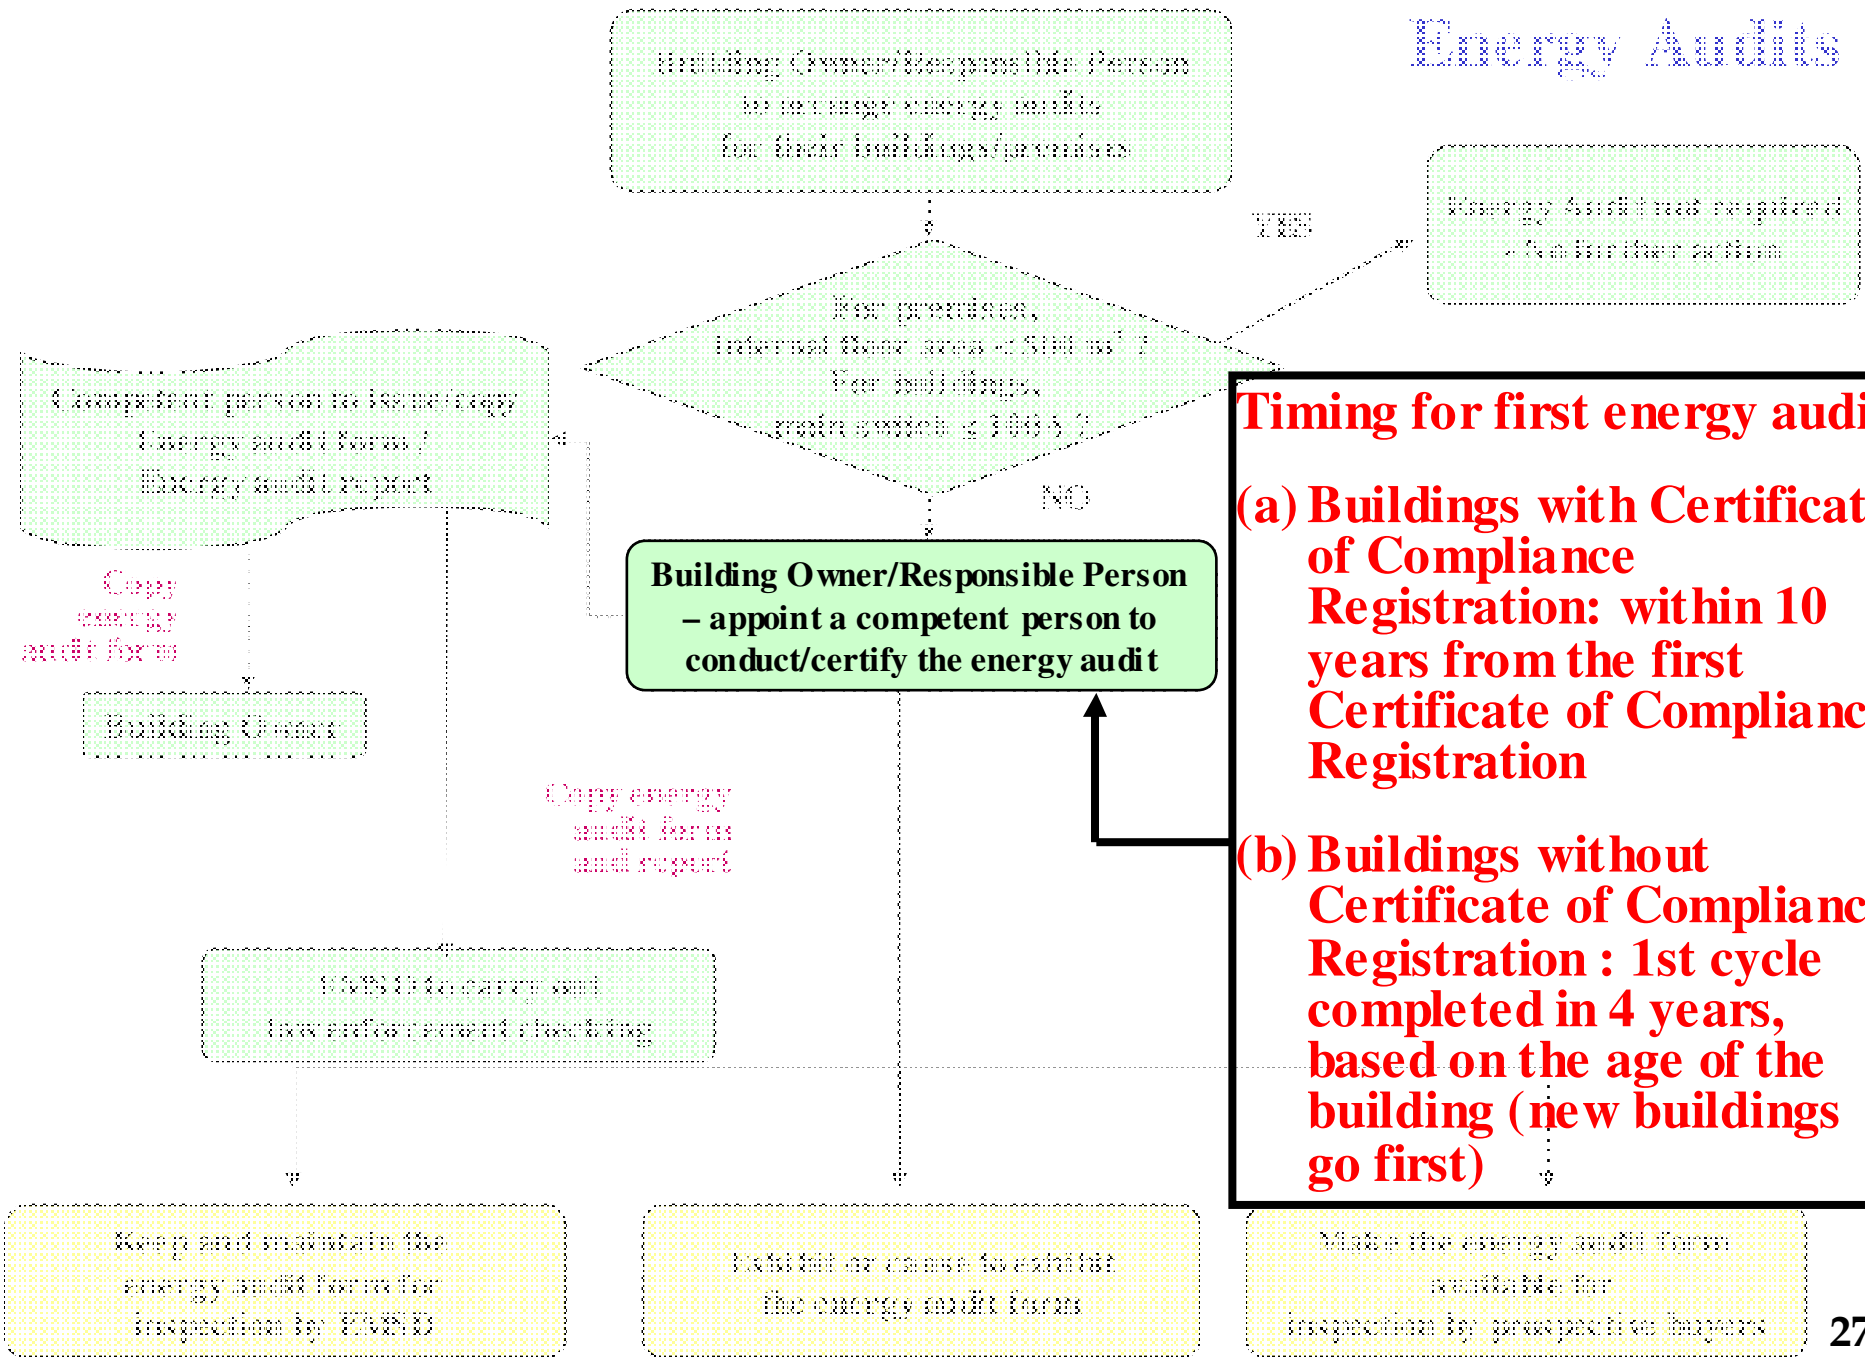 Energy Audits
Building Owner/Responsible Person
to arrange energy audits
for their buildings/premises
Energy Audit not required
- No further action
YES
For premises,
internal floor area <
For buildings,
main switch
NO
Competent person to issue/copy
Energy audit form /
Energy audit report
Building Owner/Responsible Person
– appoint a competent person to
conduct/certify the energy audit
Copy
energy
audit form
Building Owner
Copy energy
audit form
and report
EMSD to carry out
law enforcement checking
Timing for first energy audi
(a) Buildings with Certificat
of Compliance
Registration: within 10
years from the first
Certificate of Complianc
Registration
(b) Buildings without
Certificate of Complianc
Registration : 1st cycle
completed in 4 years,
based on the age of the
building (new buildings
go first)
Keep and maintain the
energy audit form for
inspection by EMSD
Exhibit or cause to exhibit
the energy audit form
Make the energy audit form
available for
inspection by prospective buyers
27